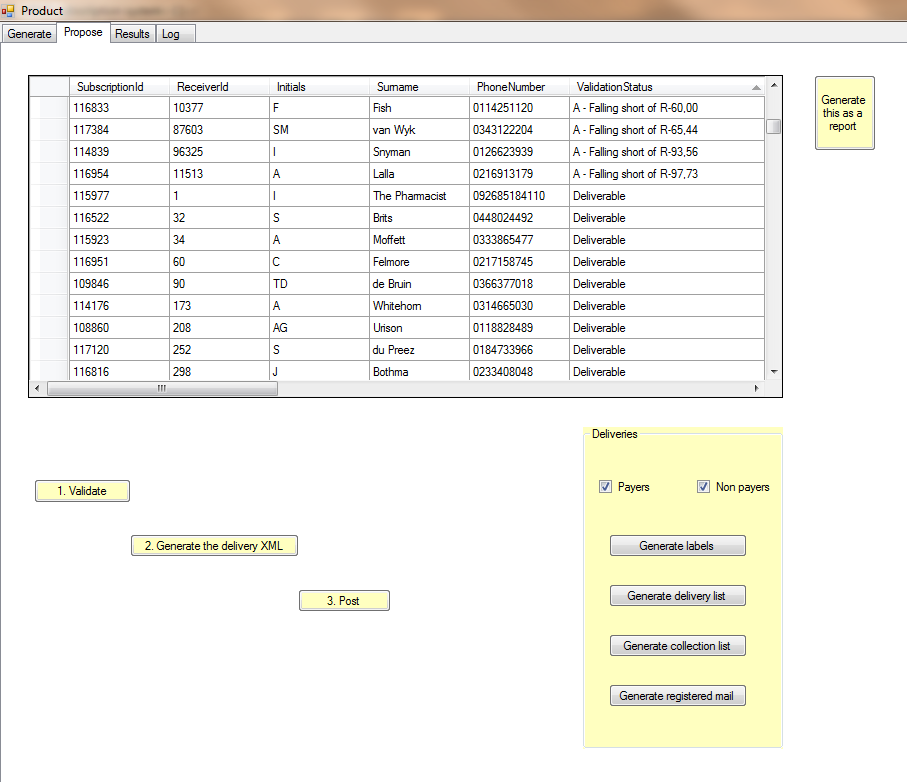 Product
Generate Propose Results Log
SubscriptionId ReceiverId Initials Surname PhoneNumber ValidationStatus
116833 10377 F Fish 0114251120 A - Falling short of R-60,00
117384 87603 SM van Wyk 0343122204 A - Falling short of R-65,44
114839 96325 I Snyman 0126623939 A - Falling short of R-93,56
116954 11513 A Lalla 0216913179 A - Falling short of R-97,73
115977 1 I The Pharmacist 092685184110 Deliverable
116522 32 S Brits 0448024492 Deliverable
115923 34 A Moffett 0333865477 Deliverable
116951 60 C Felmore 0217158745 Deliverable
109846 90 TD de Bruin 0366377018 Deliverable
114176 173 A Whitehorn 0314665030 Deliverable
108860 208 AG Urison 0118828489 Deliverable
117120 252 S du Preez 0184733966 Deliverable
116816 298 J Bothma 0233408048 Deliverable
Generate
this as a
report
1. Validate
2. Generate the delivery XML
3. Post
Deliveries
Payers Non payers
Generate labels
Generate delivery list
Generate collection list
Generate registered mail